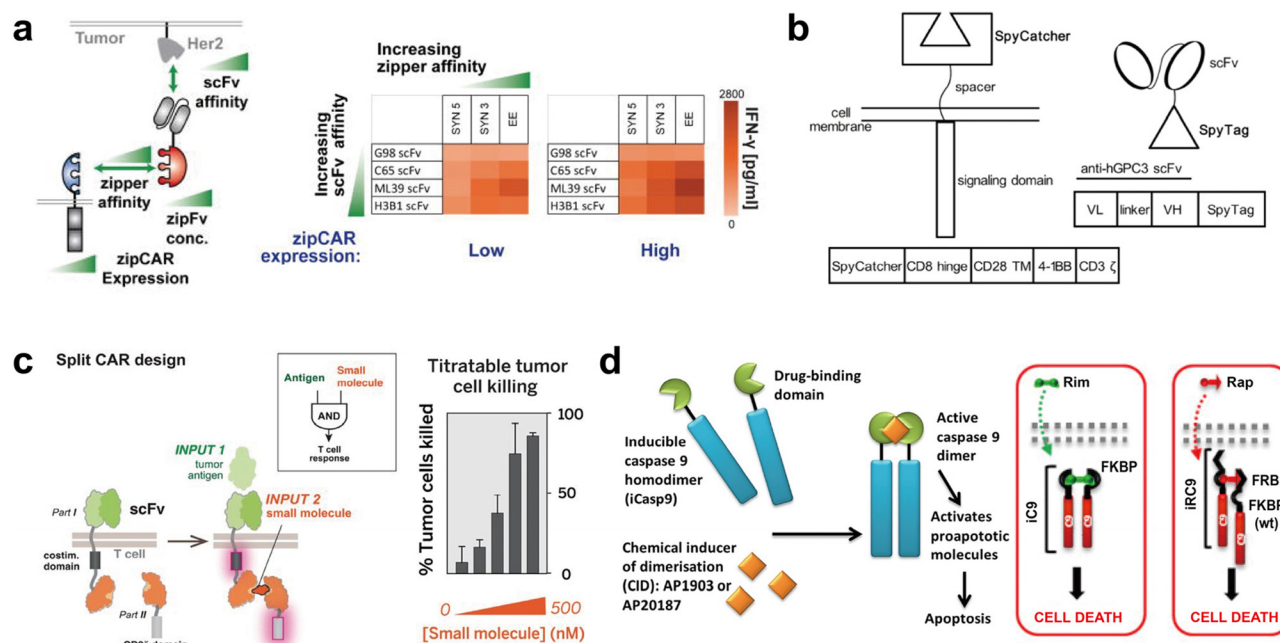 a
Tumor
Her2
scFv
affinity
zipper
affinity
zipFv
conc.
zipCAR
Expression
Increasing
zipper affinity
Increasing
scFv affinity
SYN 5
SYN 3
EE
SYN 5
SYN 3
EE
G98 scFv
C65 scFv
ML39 scFv
H3B1 scFv
G98 scFv
C65 scFv
ML39 scFv
H3B1 scFv
2800
IFN-γ [pg/ml]
0
zipCAR
expression:
Low
High
b
SpyCatcher
spacer
cell
membrane
signaling domain
SpyCatcher
CD8 hinge
CD28 TM
4-1BB
CD3 ζ
scFv
SpyTag
anti-hGPC3 scFv
VL
linker
VH
SpyTag
c
Split CAR design
Antigen
Small
molecule
AND
T cell
response
INPUT 1
tumor
antigen
INPUT 2
small molecule
Part I
scFv
T cell
costim.
domain
Part II
Titratable tumor
cell killing
% Tumor cells killed
100
50
0
0
500
[Small molecule] (nM)
d
Drug-binding
domain
Inducible
caspase 9
homodimer
(iCasp9)
Chemical inducer
of dimerisation
(CID): AP1903 or
AP20187
Active
caspase 9
dimer
Activates
proapototic
molecules
Apoptosis
Rim
FKBP
iC9
CELL DEATH
Rap
FRB
FKBP
(wt)
iRC9
CELL DEATH